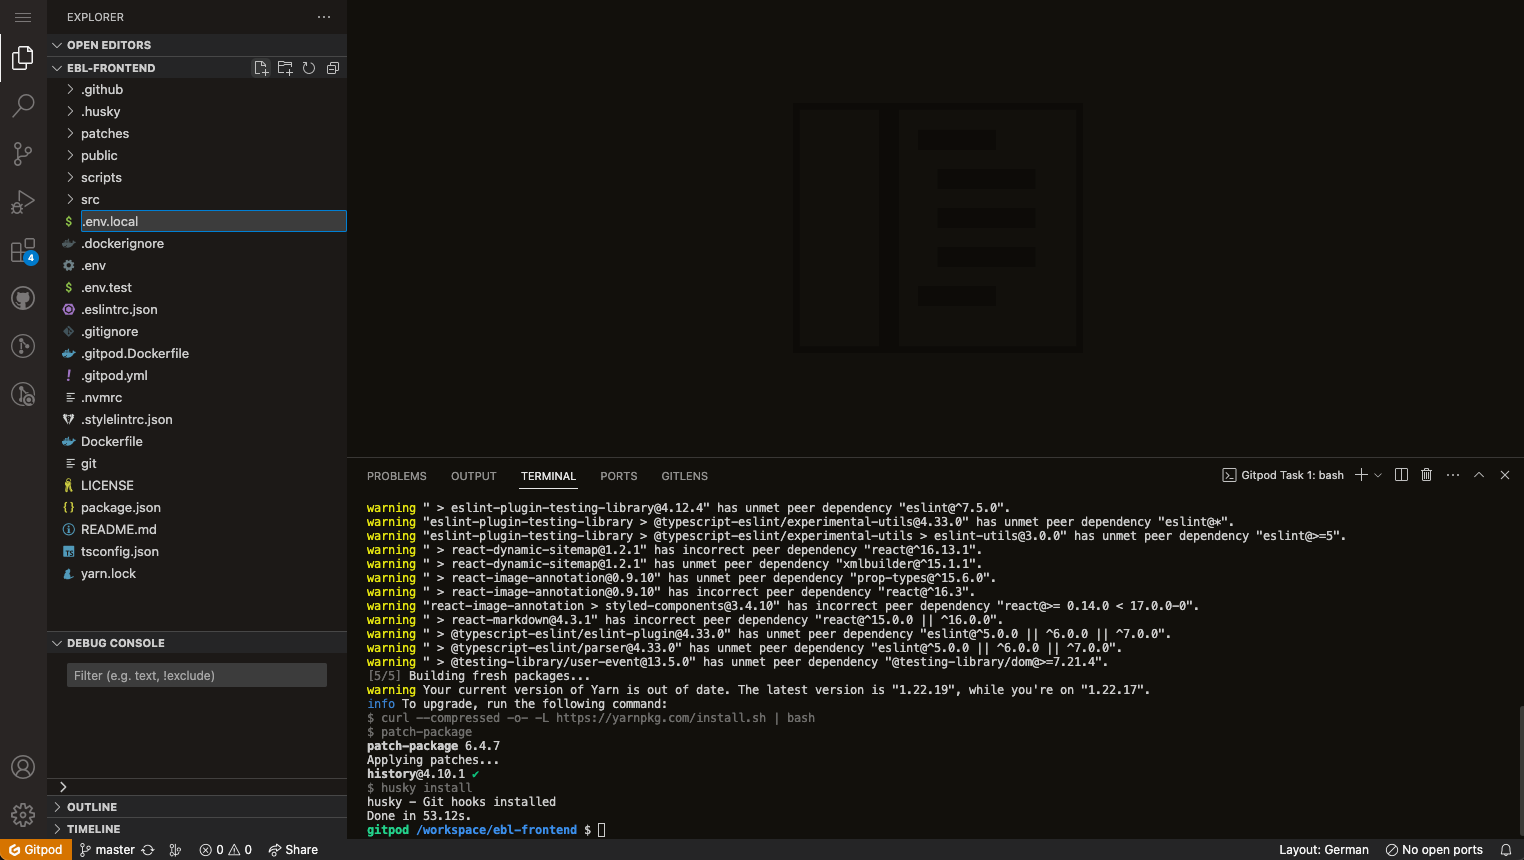 EXPLORER
OPEN EDITORS
EBL-FRONTEND
.github
.husky
patches
public
scripts
src
$ .env.local
.dockerignore
.env
$ .env.test
.eslintrc.json
.gitignore
.gitpod.Dockerfile
! .gitpod.yml
.nvmrc
.stylelintrc.json
Dockerfile
git
LICENSE
{} package.json
README.md
TS tsconfig.json
yarn.lock
4
DEBUG CONSOLE
Filter (e.g. text, !exclude)
OUTLINE
TIMELINE
PROBLEMS OUTPUT TERMINAL PORTS GITLENS Gitpod Task 1: bash
warning " > eslint-plugin-testing-library@4.12.4" has unmet peer dependency "eslint@^7.5.0".
warning "eslint-plugin-testing-library > @typescript-eslint/experimental-utils@4.33.0" has unmet peer dependency "eslint@*".
warning "eslint-plugin-testing-library > @typescript-eslint/experimental-utils > eslint-utils@3.0.0" has unmet peer dependency "eslint@>=5".
warning " > react-dynamic-sitemap@1.2.1" has incorrect peer dependency "react@^16.13.1".
warning " > react-dynamic-sitemap@1.2.1" has unmet peer dependency "xmlbuilder@^15.1.1".
warning " > react-image-annotation@0.9.10" has unmet peer dependency "prop-types@^15.6.0".
warning " > react-image-annotation@0.9.10" has incorrect peer dependency "react@^16.3".
warning "react-image-annotation > styled-components@3.4.10" has incorrect peer dependency "react@>= 0.14.0 < 17.0.0-0".
warning " > react-markdown@4.3.1" has incorrect peer dependency "react@^15.0.0 || ^16.0.0".
warning " > @typescript-eslint/eslint-plugin@4.33.0" has unmet peer dependency "eslint@^5.0.0 || ^6.0.0 || ^7.0.0".
warning " > @typescript-eslint/parser@4.33.0" has unmet peer dependency "eslint@^5.0.0 || ^6.0.0 || ^7.0.0".
warning " > @testing-library/user-event@13.5.0" has unmet peer dependency "@testing-library/dom@>=7.21.4".
[5/5] Building fresh packages...
warning Your current version of Yarn is out of date. The latest version is "1.22.19", while you're on "1.22.17".
info To upgrade, run the following command:
$ curl --compressed -o- -L https://yarnpkg.com/install.sh | bash
$ patch-package
patch-package 6.4.7
Applying patches...
history@4.10.1 ✔
$ husky install
husky - Git hooks installed
Done in 53.12s.
gitpod /workspace/ebl-frontend $
Gitpod master 0 0 Share Layout: German No open ports